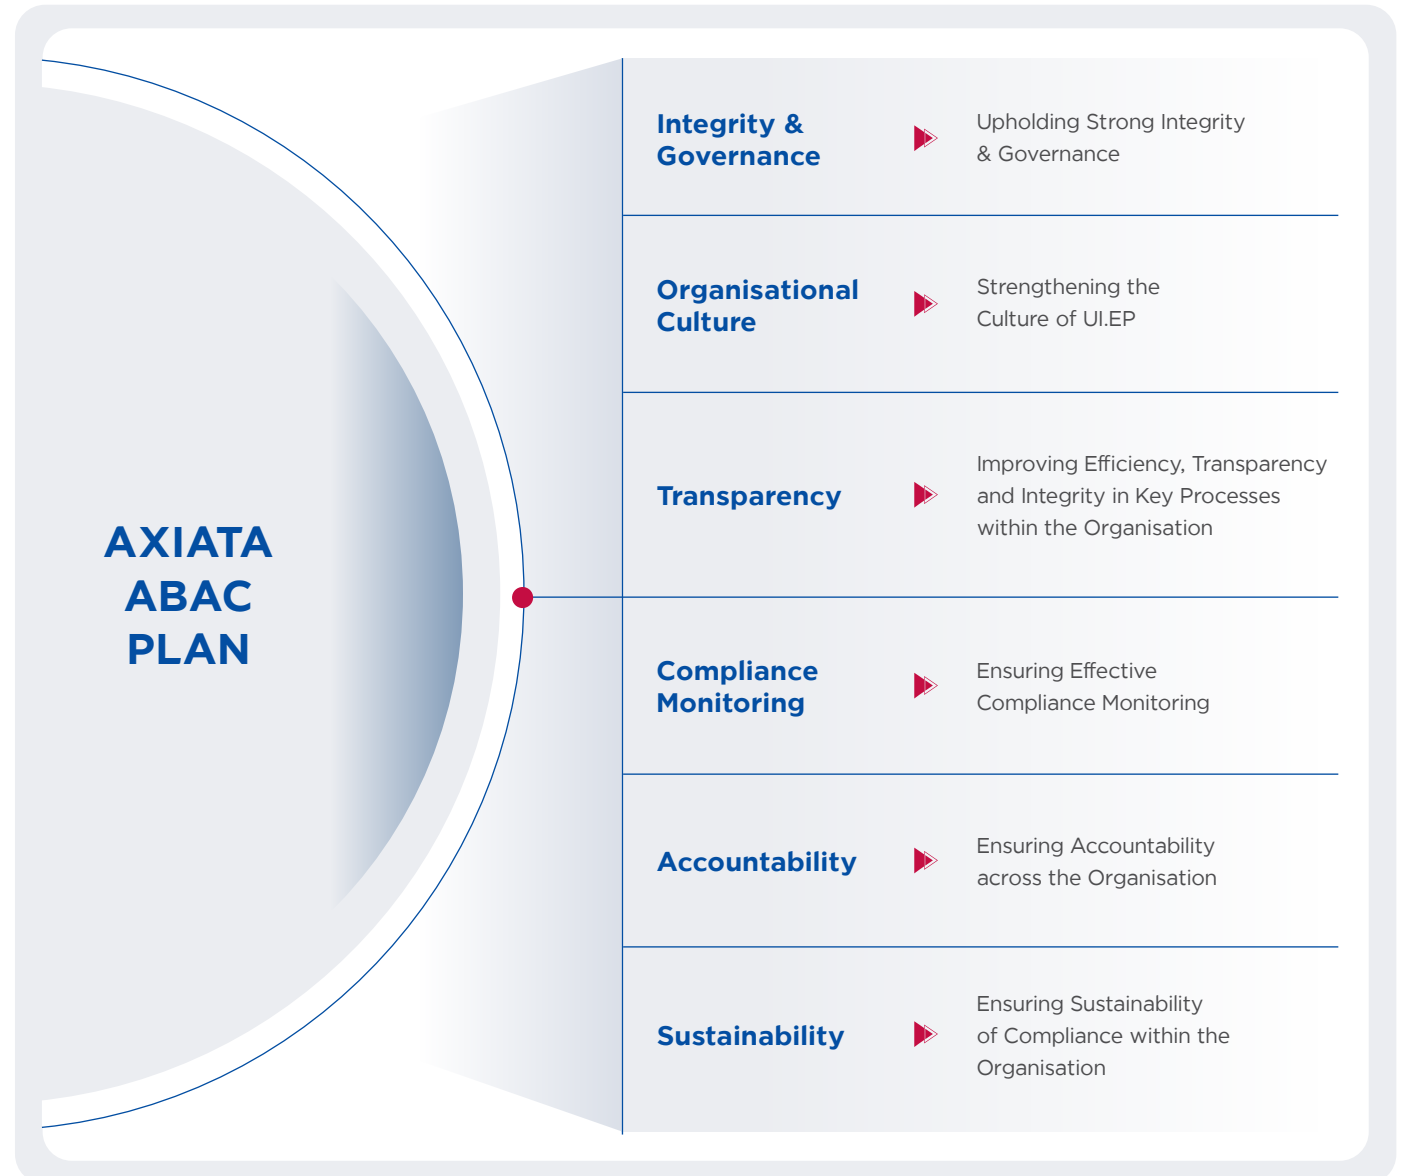 AXIATA
ABAC
PLAN
Integrity &
Governance
Upholding Strong Integrity
& Governance
Organisational
Culture
Strengthening the
Culture of UI.EP
Transparency
Improving Efficiency, Transparency
and Integrity in Key Processes
within the Organisation
Compliance
Monitoring
Ensuring Effective
Compliance Monitoring
Accountability
Ensuring Accountability
across the Organisation
Sustainability
Ensuring Sustainability
of Compliance within the
Organisation